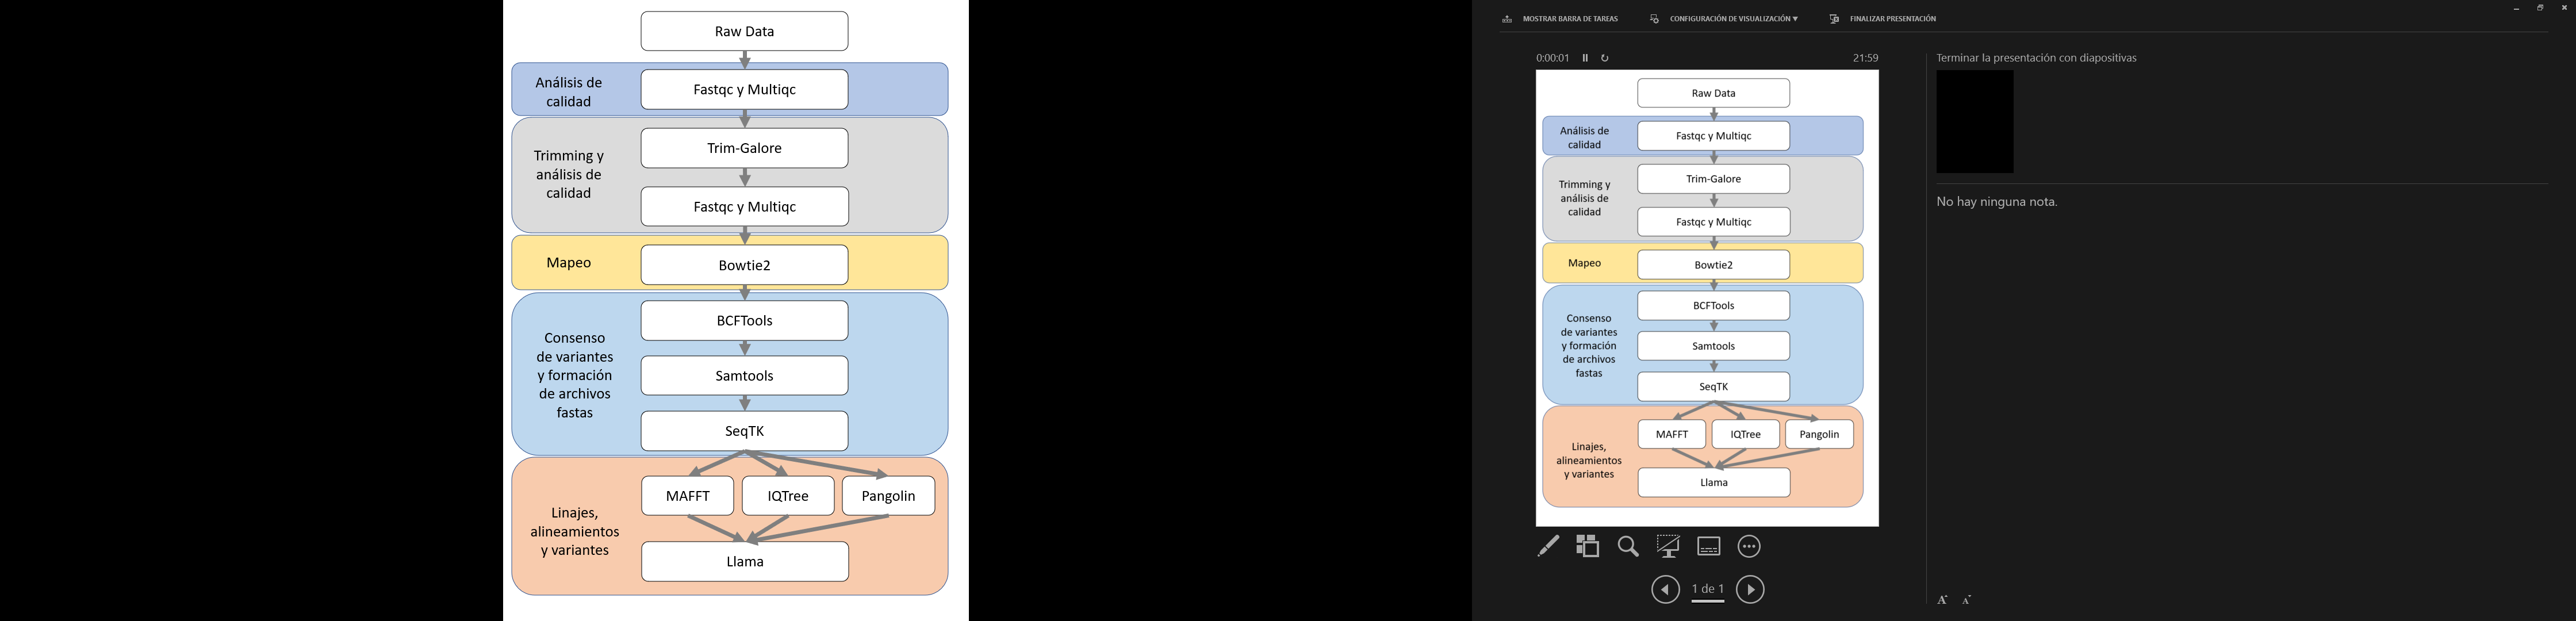 Raw Data
Análisis de
calidad
Fastqc y Multiqc
Trimming y
análisis de
calidad
Trim-Galore
Fastqc y Multiqc
Mapeo
Bowtie2
Consenso
de variantes
y formación
de archivos
fastas
BCFTools
Samtools
SeqTK
Linajes,
alineamientos
y variantes
MAFFT IQTree Pangolin
Llama
MOSTRAR BARRA DE TAREAS CONFIGURACIÓN DE VISUALIZACIÓN ▼ FINALIZAR PRESENTACIÓN
0:00:01 21:59
Raw Data
Análisis de
calidad
Fastqc y Multiqc
Trimming y
análisis de
calidad
Trim-Galore
Fastqc y Multiqc
Mapeo
Bowtie2
Consenso
de variantes
y formación
de archivos
fastas
BCFTools
Samtools
SeqTK
Linajes,
alineamientos
y variantes
MAFFT IQTree Pangolin
Llama
1 de 1
Terminar la presentación con diapositivas
No hay ninguna nota.
A A